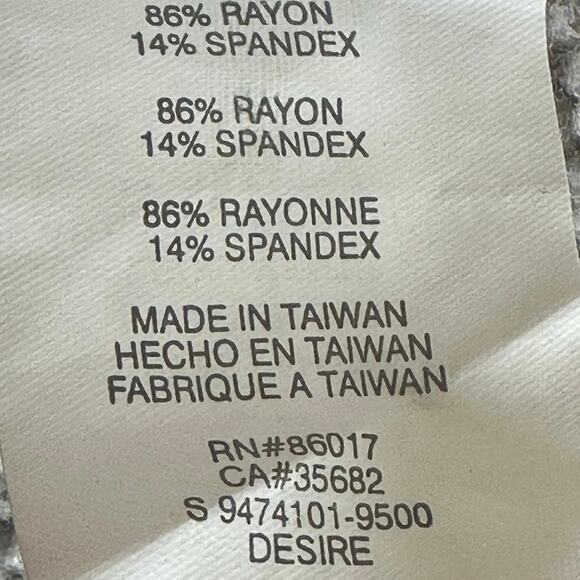 86% RAYON
14% SPANDEX
86% RAYON
14% SPANDEX
86% RAYONNE
14% SPANDEX
MADE IN TAIWAN
HECHO EN TAIWAN
FABRIQUE A TAIWAN
RN#86017
CA#35682
S 9474101-9500
DESIRE